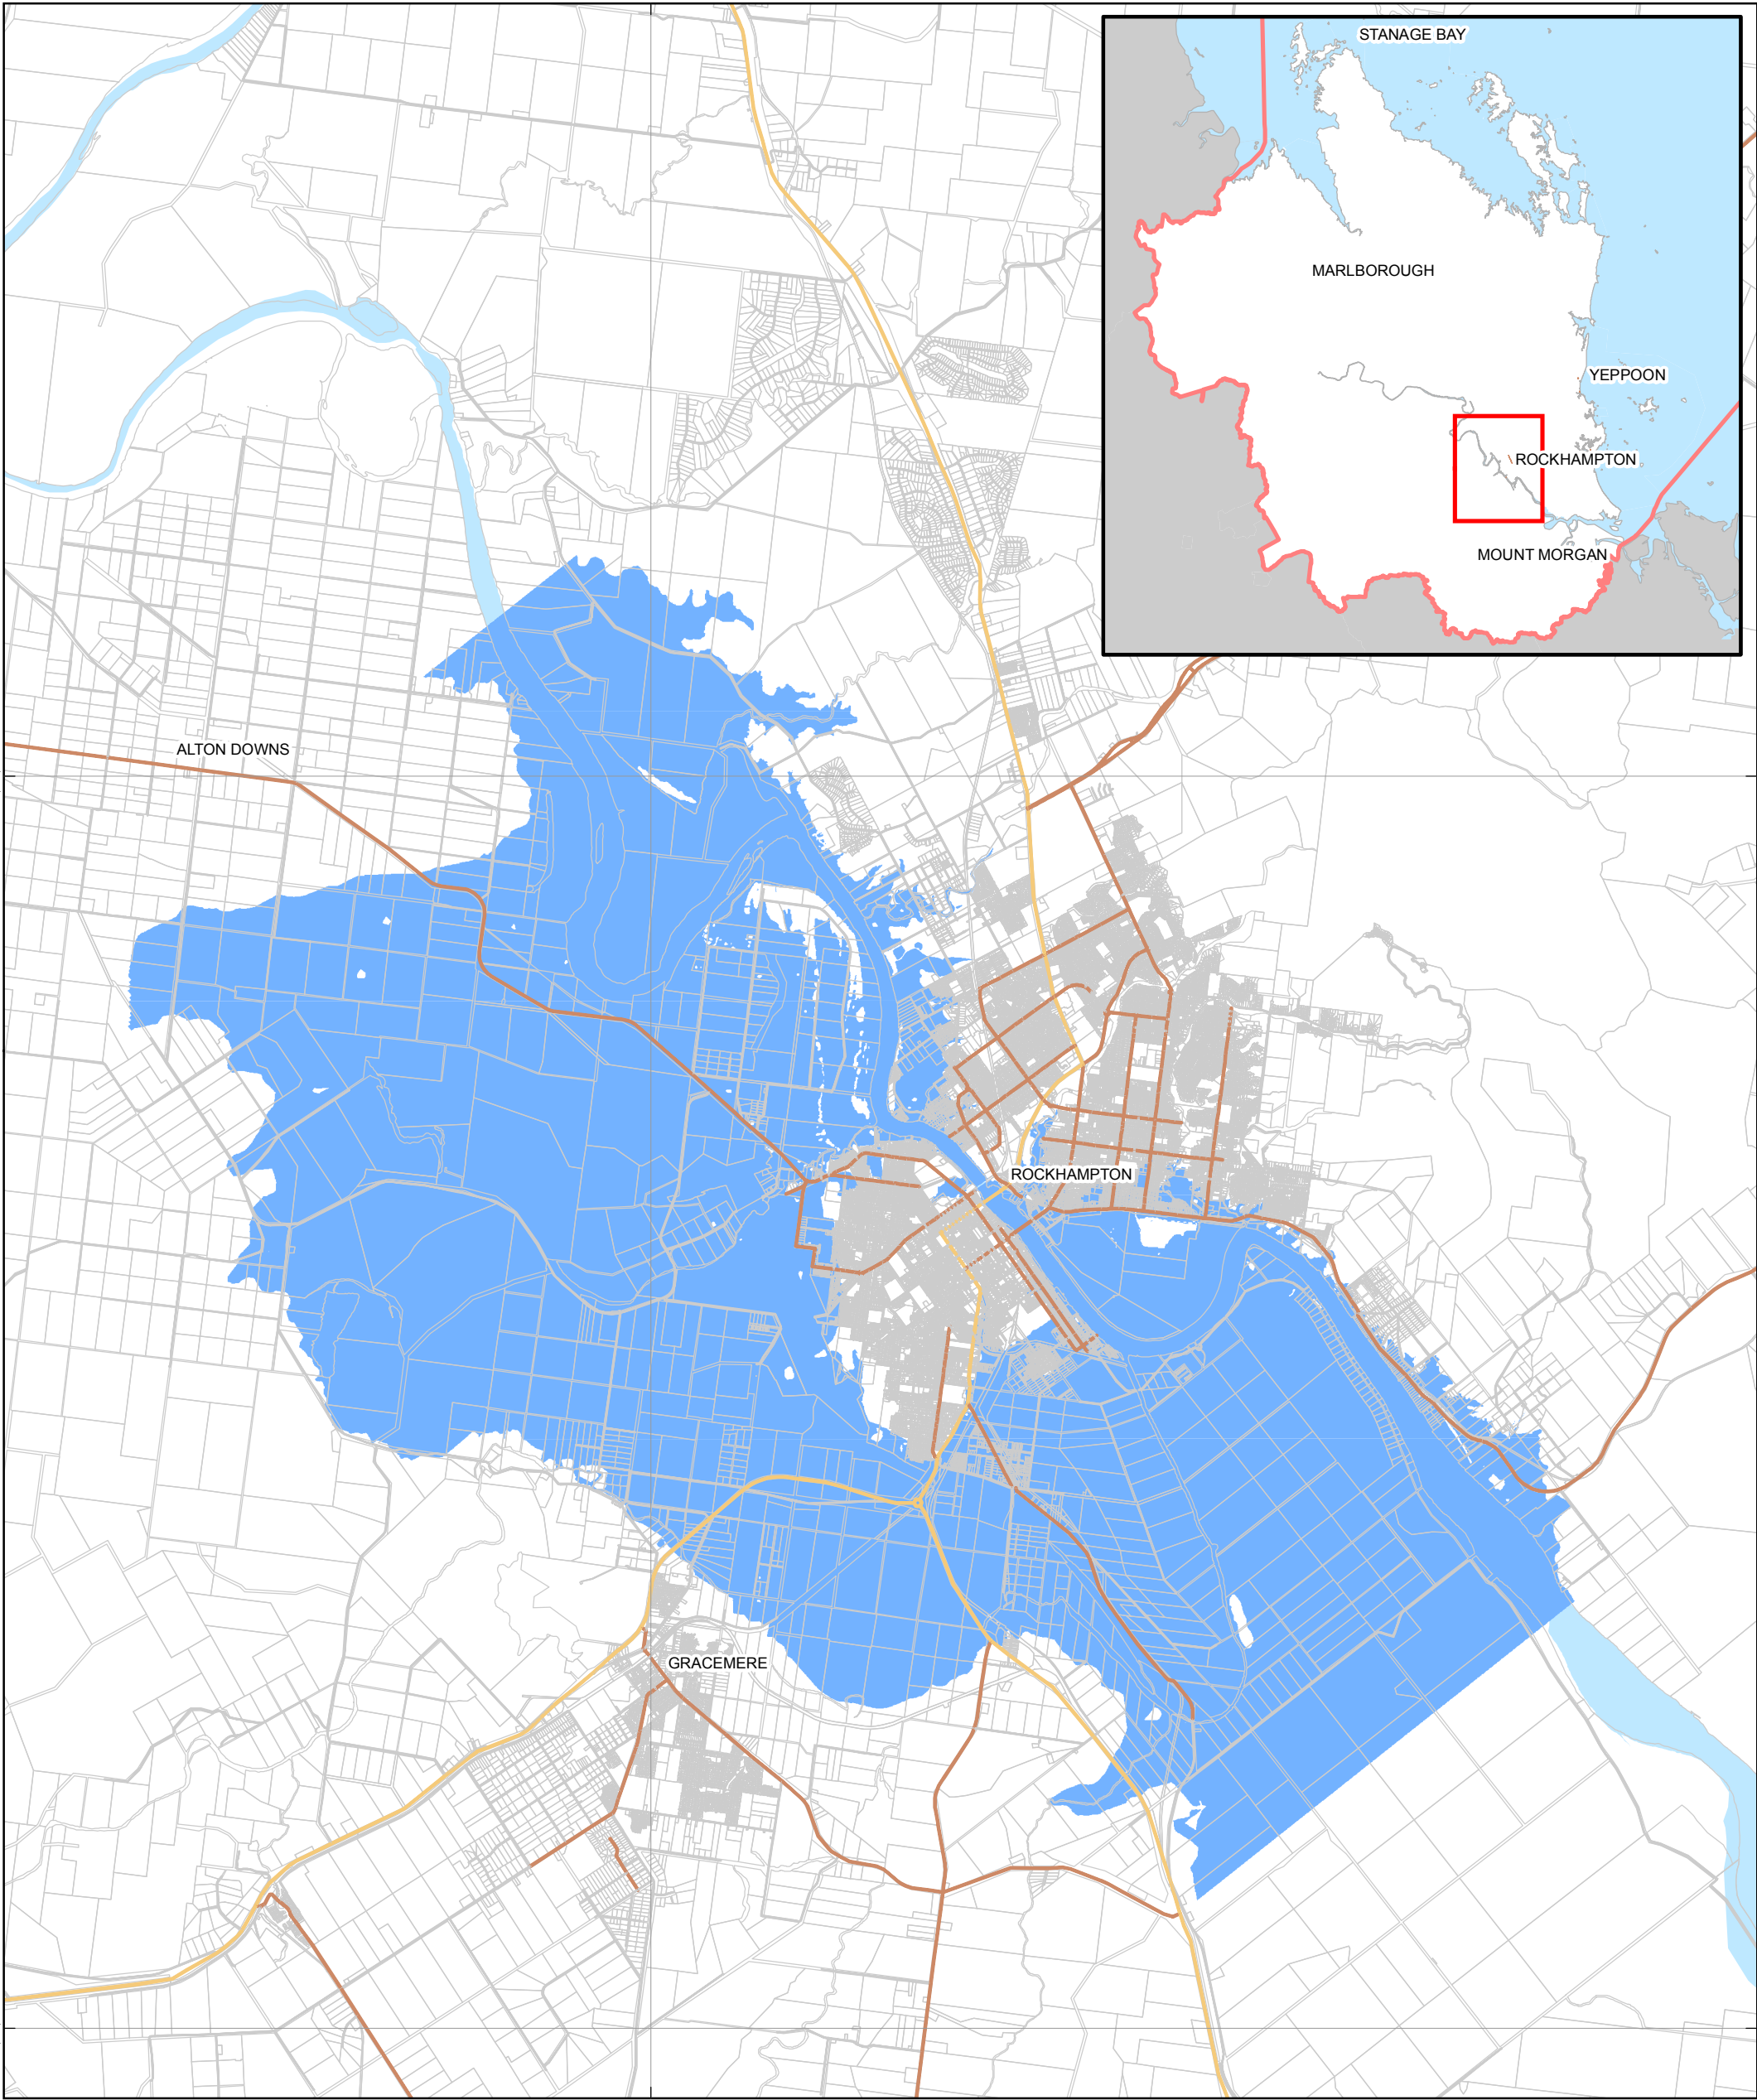 STANAGE BAY
MARLBOROUGH
YEPPOON
ROCKHAMPTON
MOUNT MORGAN
ALTON DOWNS
ROCKHAMPTON
GRACEMERE